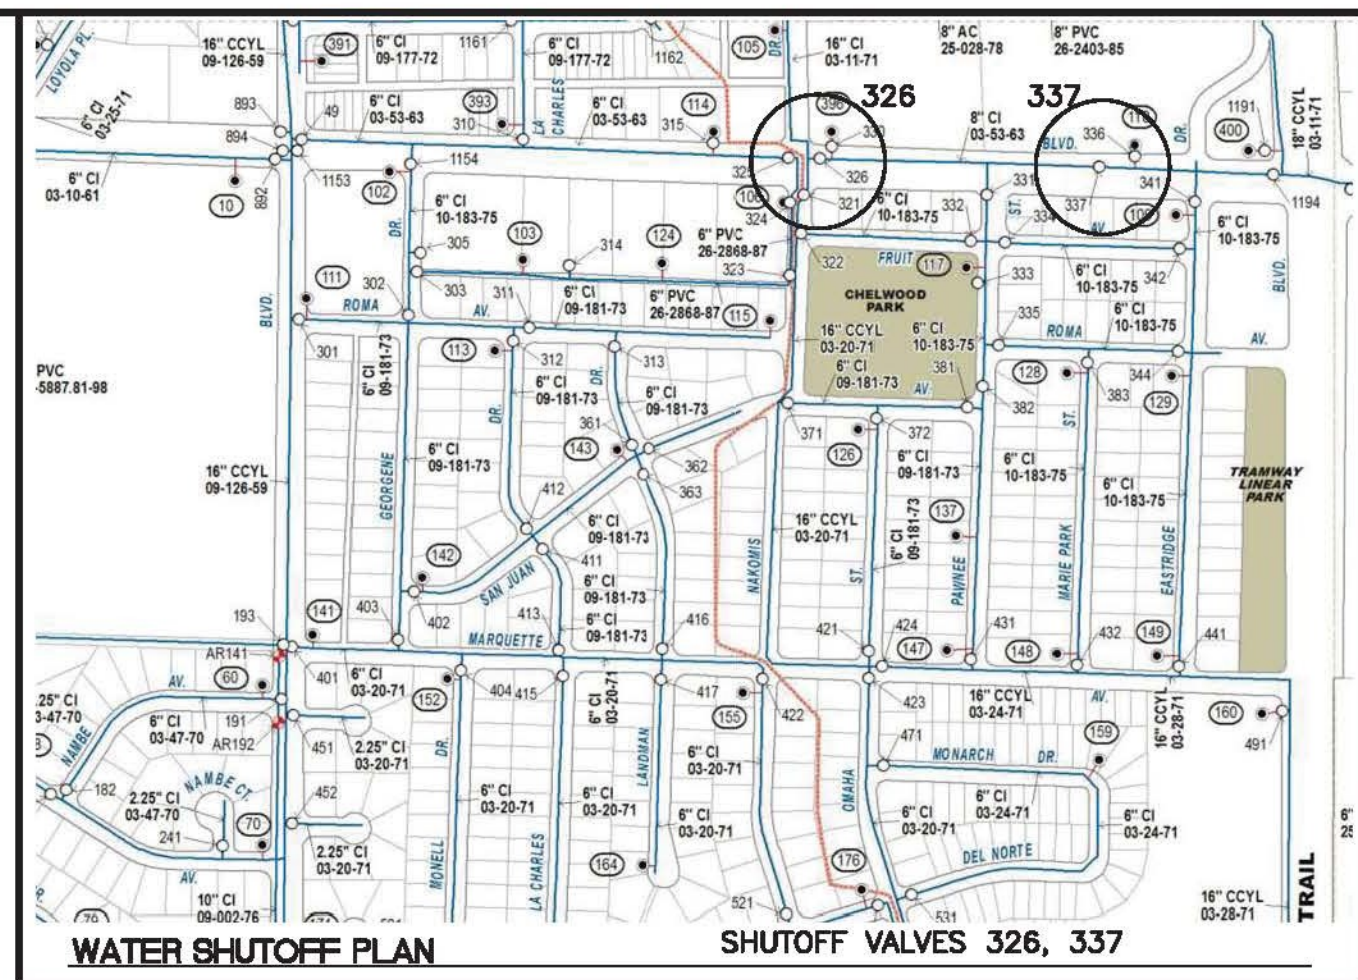 LOYOLA PL.
16" CCYL
09-126-59
391
6" CI
09-177-72
1161
6" CI
09-177-72
1162
105
DR.
16" CI
03-11-71
8" AC
25-028-78
8" PVC
26-2403-85
6" CI
03-25-71
893
49
6" CI
03-53-63
393
310
LA CHARLES
6" CI
03-53-63
114
315
396
326
330
337
8" CI
03-53-63
BLVD.
336
DR.
1191
400
18" CCYL
03-11-71
894
6" CI
03-10-61
10
892
1153
1154
102
326
321
324
331
ST.
334
337
341
1194
DR.
6" CI
10-183-75
305
103
314
124
6" PVC
26-2868-87
323
322
6" CI
10-183-75
332
AV.
6" CI
10-183-75
FRUIT
117
333
342
6" CI
10-183-75
BLVD.
BLVD.
111
302
ROMA
303
311
AV.
6" CI
09-181-73
6" PVC
26-2868-87
115
CHELWOOD
PARK
335
ROMA
6" CI
10-183-75
AV.
301
6" CI
09-181-73
113
312
DR.
313
16" CCYL
03-20-71
6" CI
10-183-75
381
PVC
-5887.81-98
6" CI
09-181-73
DR.
6" CI
09-181-73
6" CI
09-181-73
AV.
382
128
383
344
129
ST.
361
143
362
363
371
126
372
6" CI
09-181-73
6" CI
10-183-75
6" CI
10-183-75
TRAMWAY
LINEAR
PARK
16" CCYL
09-126-59
GEORGENE
6" CI
09-181-73
412
6" CI
09-181-73
16" CCYL
03-20-71
6" CI
09-181-73
137
142
411
SAN JUAN
6" CI
09-181-73
NAKOMIS
ST.
PAWNEE
MARIE PARK
EASTRIDGE
193
141
403
402
413
MARQUETTE
6" CI
09-181-73
416
421
424
147
431
148
432
149
441
AR141
60
AV.
401
6" CI
03-20-71
152
404
415
6" CI
03-20-71
417
155
422
423
16" CCYL
03-24-71
AV.
16" CCYL
03-28-71
160
491
2.25" CI
3-47-70
NAMBE
6" CI
03-47-70
191
AR192
451
2.25" CI
03-20-71
DR.
LANDMAN
6" CI
03-20-71
471
MONARCH
DR.
159
182
NAMBE CT.
2.25" CI
03-47-70
241
70
452
2.25" CI
03-20-71
6" CI
03-20-71
6" CI
03-20-71
6" CI
03-20-71
OMAHA
6" CI
03-20-71
6" CI
03-24-71
6" CI
03-24-71
AV.
MONELL
LA CHARLES
164
176
DEL NORTE
10" CI
09-002-76
521
531
16" CCYL
03-28-71
TRAIL
WATER SHUTOFF PLAN
SHUTOFF VALVES 326, 337